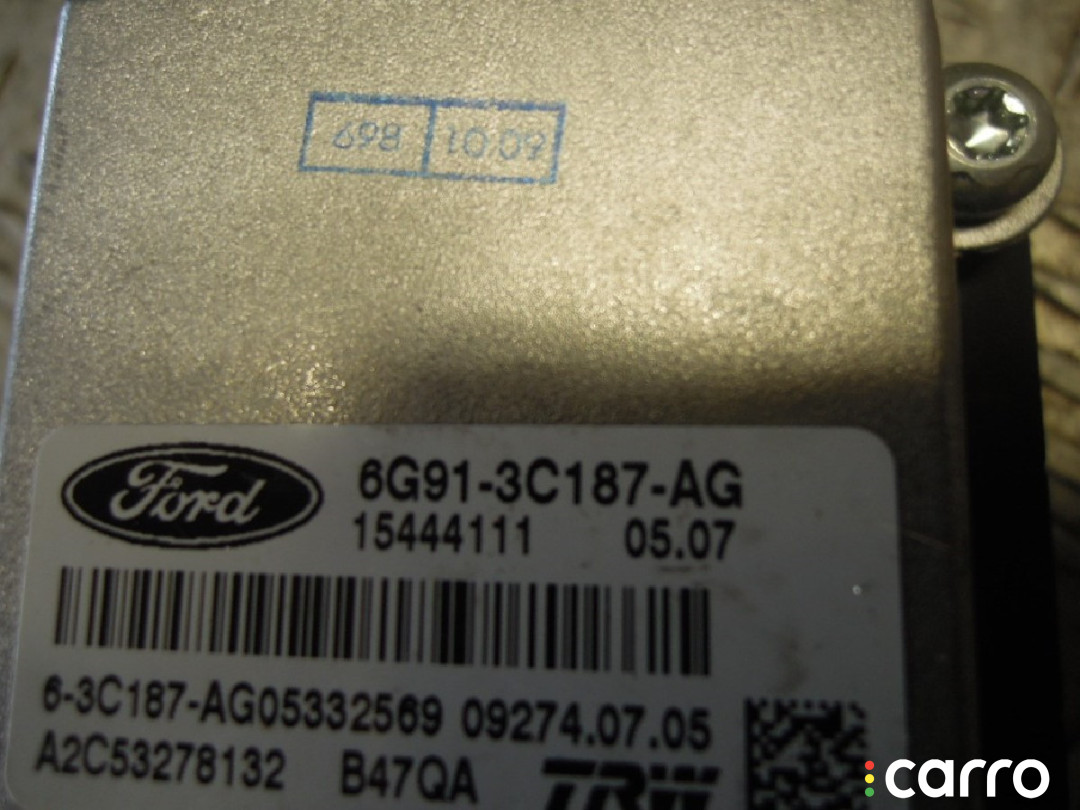 698 10.09
Ford 6G91-3C187-AG
15444111 05.07
6-3C187-AG05332569 09274.07.05
A2C53278132 B47QA TRW
carro